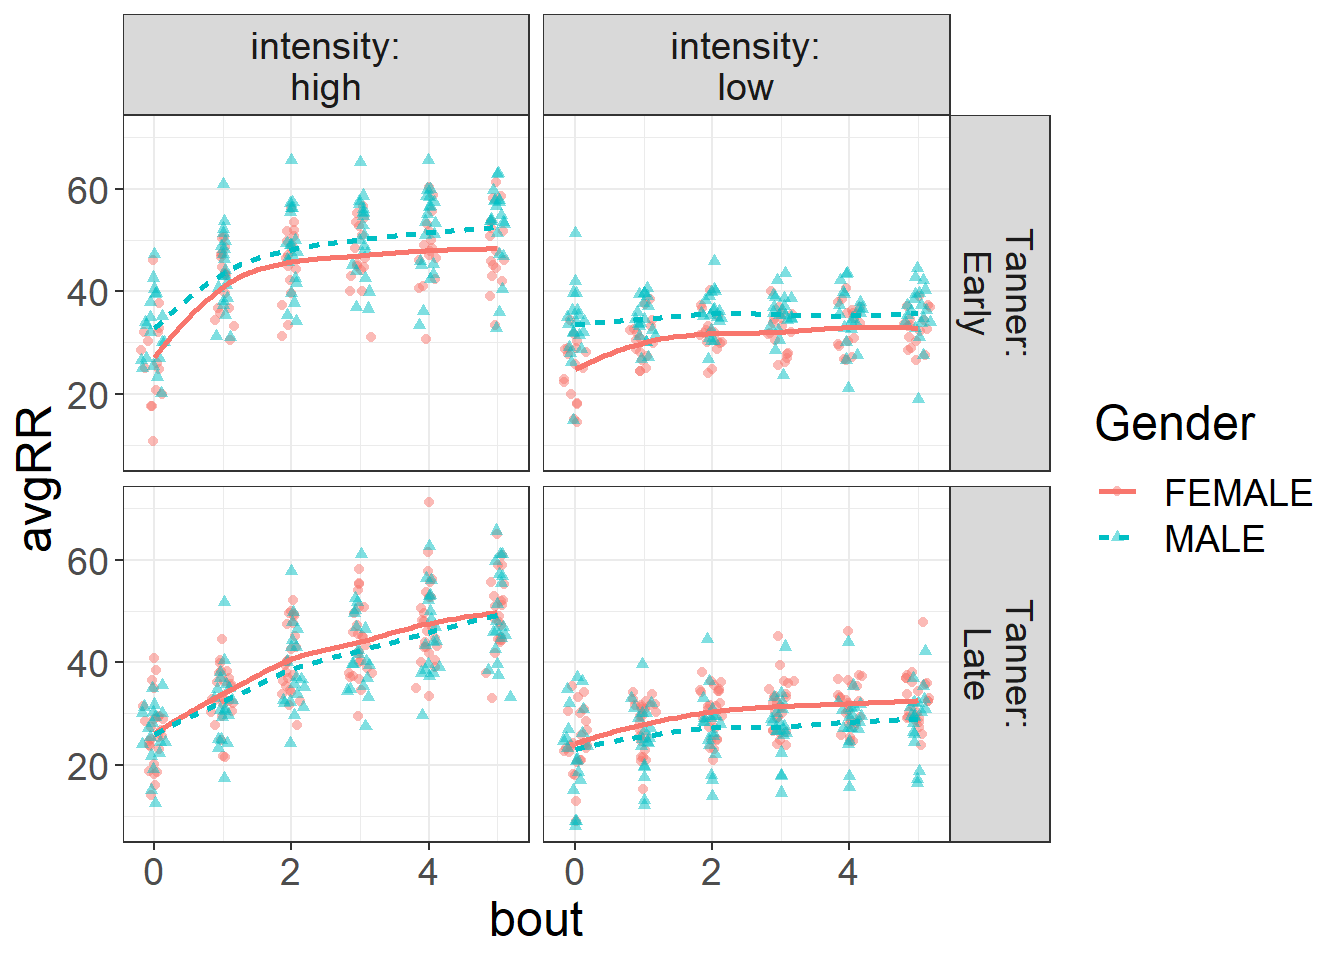 intensity:
high
intensity:
low
60
40
20
Tanner:
Early
avgRR
60
40
20
Tanner:
Late
0
2
4
0
2
4
bout
Gender
FEMALE
MALE